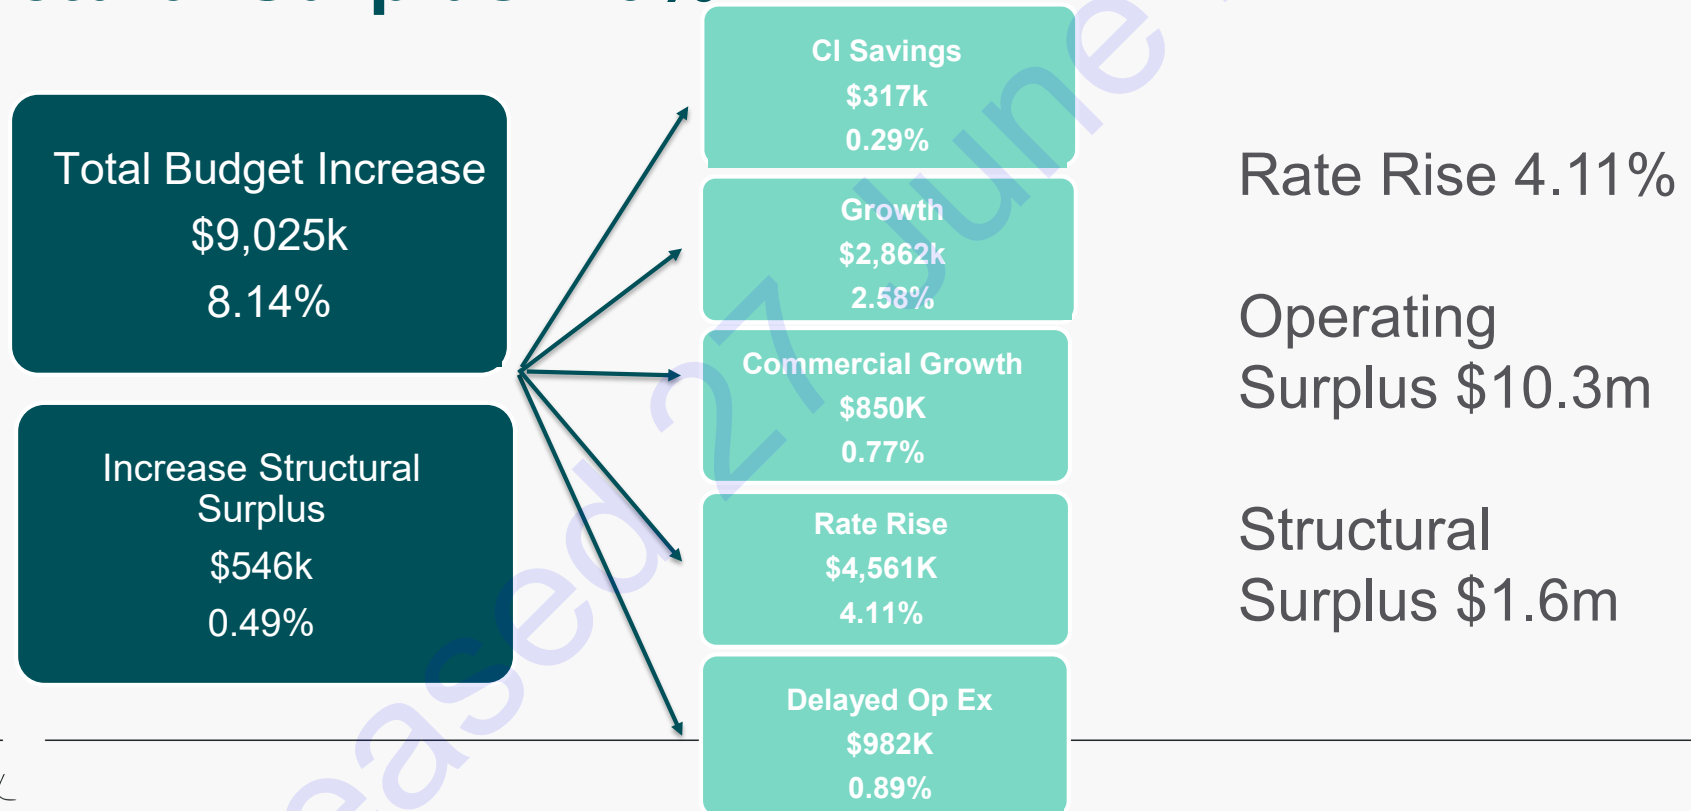 Total Budget Increase
$9,025k
8.14%
Increase Structural
Surplus
$546k
0.49%
CI Savings
$317k
0.29%
Growth
$2,862k
2.58%
Commercial Growth
$850K
0.77%
Rate Rise
$4,561K
4.11%
Delayed Op Ex
$982K
0.89%
Rate Rise 4.11%
Operating
Surplus $10.3m
Structural
Surplus $1.6m
27 June